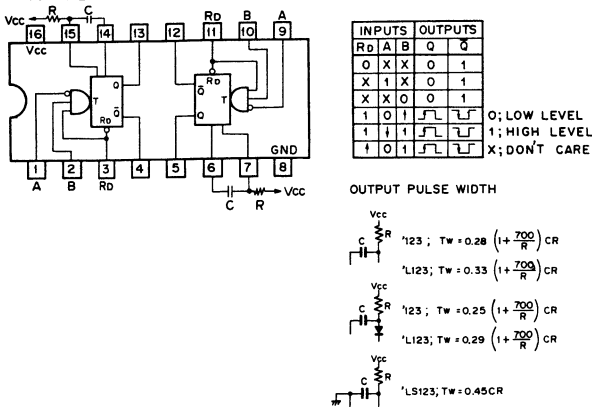 Vcc R C
RD B A
16 15 14 13 12 11 10 9
Vcc
Q Q̄
T RD
Q̄ Q T
RD
GND
1 2 3 4 5 6 7 8
A B RD
C R Vcc
INPUTS OUTPUTS
RD A B Q Q̄
0 X X 0 1
X 1 X 0 1
X X 0 0 1
1 0 ↑
1 ↓ 1
↑ 0 1
0; LOW LEVEL
1; HIGH LEVEL
X; DON'T CARE
OUTPUT PULSE WIDTH
Vcc
R
C
'123 ; Tw = 0.28 (1 + 700/R) CR
'L123; Tw = 0.33 (1 + 700/R) CR
Vcc
R
C
'123 ; Tw = 0.25 (1 + 700/R) CR
'L123; Tw = 0.29 (1 + 700/R) CR
Vcc
R
C
'LS123; Tw = 0.45CR